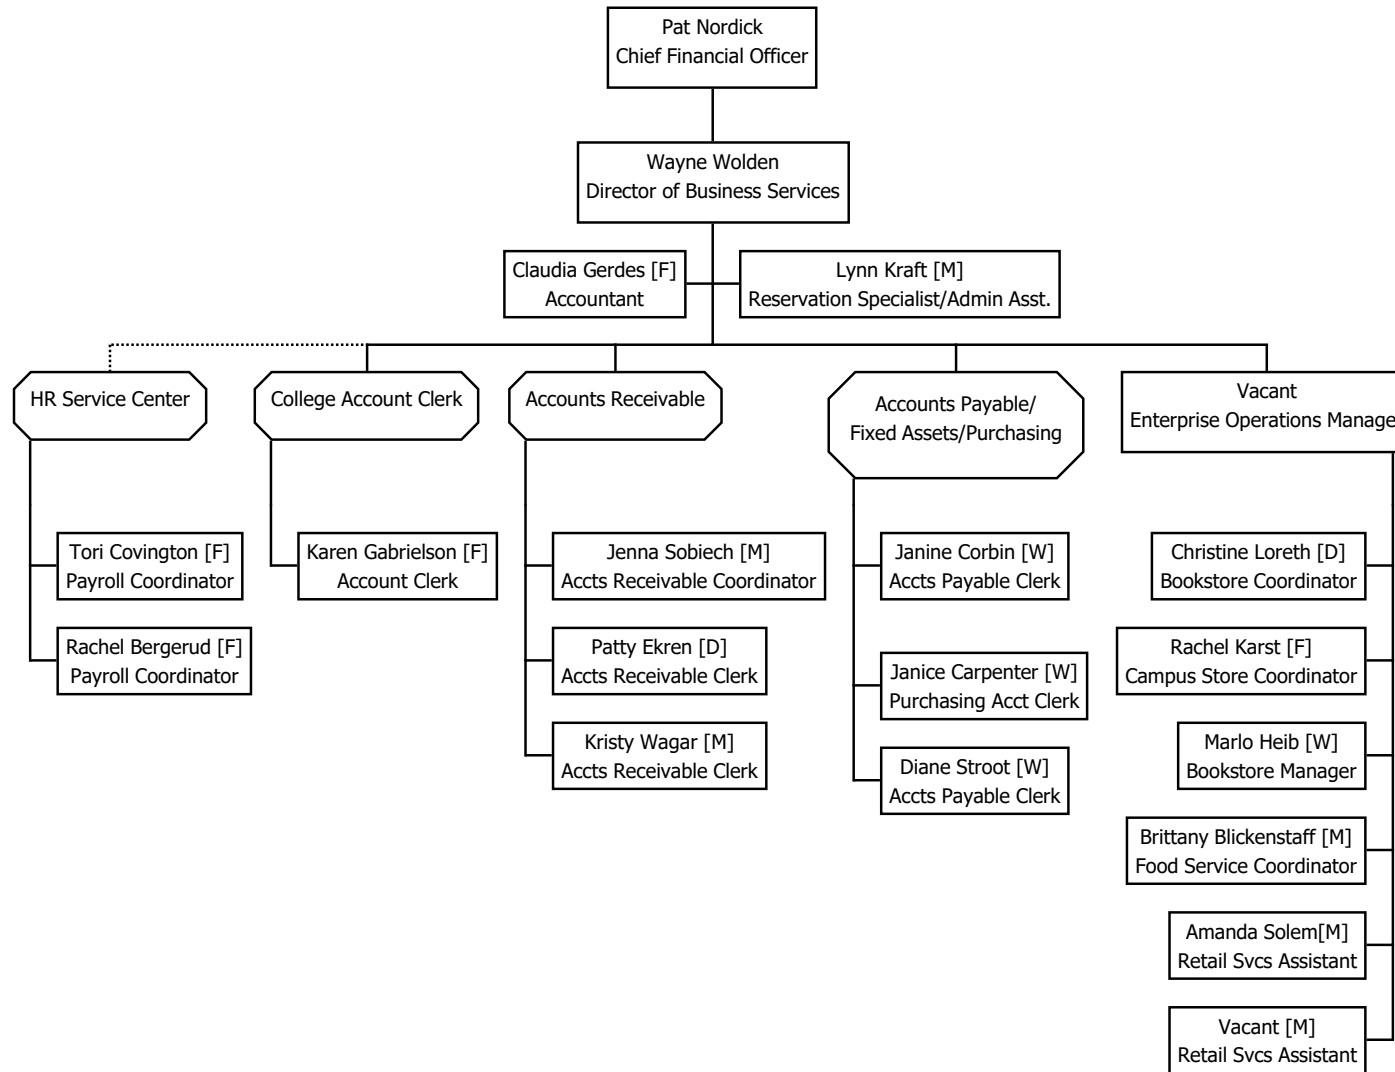 Pat Nordick
Chief Financial Officer
Wayne Wolden
Director of Business Services
Claudia Gerdes [F]
Accountant
Lynn Kraft [M]
Reservation Specialist/Admin Asst.
HR Service Center
College Account Clerk
Accounts Receivable
Accounts Payable/
Fixed Assets/Purchasing
Vacant
Enterprise Operations Manage
Tori Covington [F]
Payroll Coordinator
Rachel Bergerud [F]
Payroll Coordinator
Karen Gabrielson [F]
Account Clerk
Jenna Sobiech [M]
Accts Receivable Coordinator
Patty Ekren [D]
Accts Receivable Clerk
Kristy Wagar [M]
Accts Receivable Clerk
Janine Corbin [W]
Accts Payable Clerk
Janice Carpenter [W]
Purchasing Acct Clerk
Diane Stroot [W]
Accts Payable Clerk
Christine Loreth [D]
Bookstore Coordinator
Rachel Karst [F]
Campus Store Coordinator
Marlo Heib [W]
Bookstore Manager
Brittany Blickenstaff [M]
Food Service Coordinator
Amanda Solem[M]
Retail Svcs Assistant
Vacant [M]
Retail Svcs Assistant